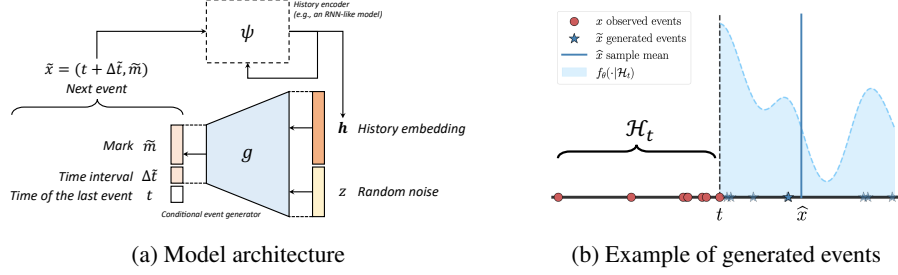 History encoder
(e.g., an RNN-like model)
ψ
x̃ = (t + Δt̃, m̃)
Next event
g
h History embedding
Mark m̃
Time interval Δt̃
Time of the last event t
z Random noise
Conditional event generator
(a) Model architecture
x observed events
x̃ generated events
x̂ sample mean
f_θ(·|ℋ_t)
ℋ_t
t
x̂
(b) Example of generated events